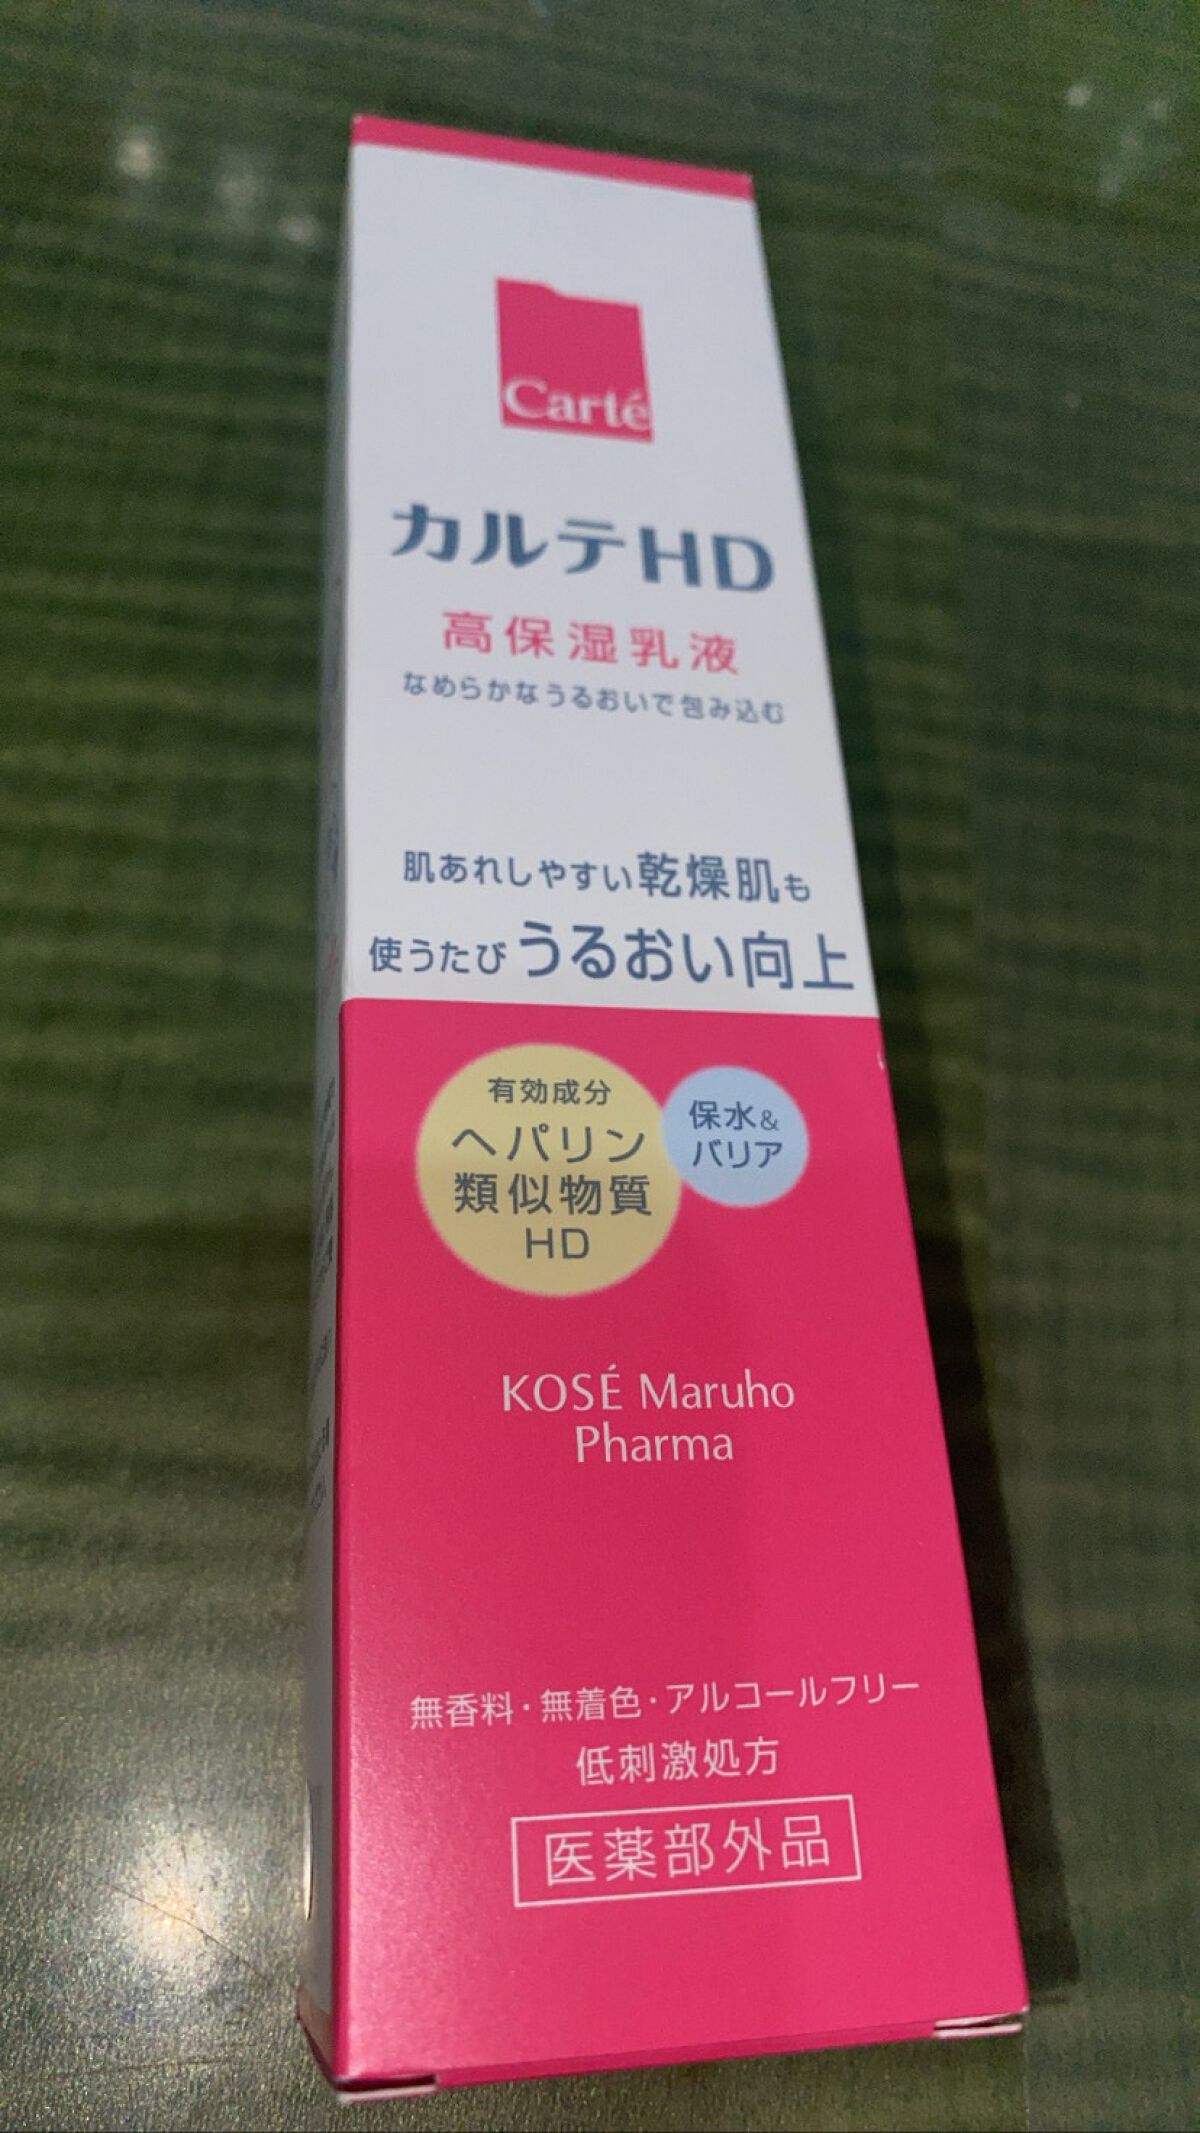 Carté
カルテHD
高保湿乳液
なめらかなうるおいで包み込む
肌あれしやすい乾燥肌も
使うたびうるおい向上
有効成分
ヘパリン
類似物質
HD
保水&
バリア
KOSÉ Maruho
Pharma
無香料・無着色・アルコールフリー
低刺激処方
医薬部外品